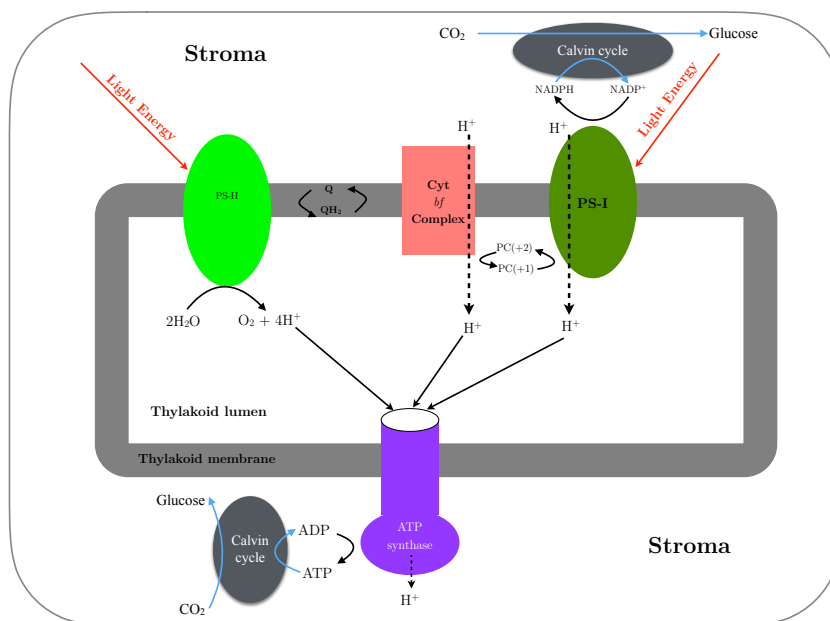 CO₂
Glucose
Stroma
Calvin cycle
Light Energy
Light Energy
NADPH
NADP⁺
H⁺
H⁺
PS-II
Q
QH₂
Cyt
bf
Complex
PS-I
PC(+2)
PC(+1)
2H₂O
O₂ + 4H⁺
H⁺
H⁺
Thylakoid lumen
Thylakoid membrane
Glucose
Calvin
cycle
ADP
ATP
ATP
synthase
Stroma
CO₂
H⁺